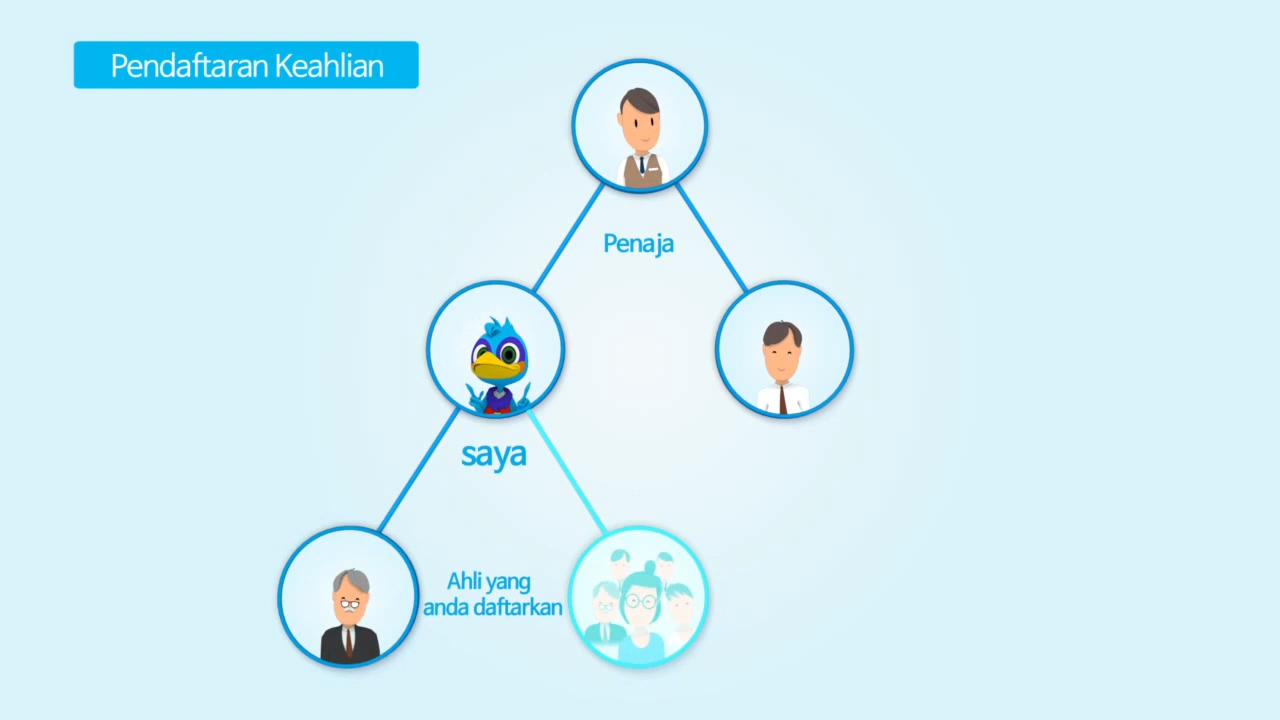 Pendaftaran Keahlian
Penaja
saya
Ahli yang
anda daftarkan